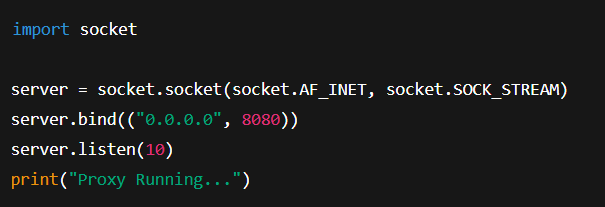 import socket
server = socket.socket(socket.AF_INET, socket.SOCK_STREAM)
server.bind(("0.0.0.0", 8080))
server.listen(10)
print("Proxy Running...")